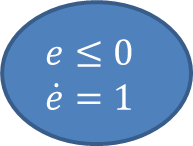 e ≤ 0
ė = 1